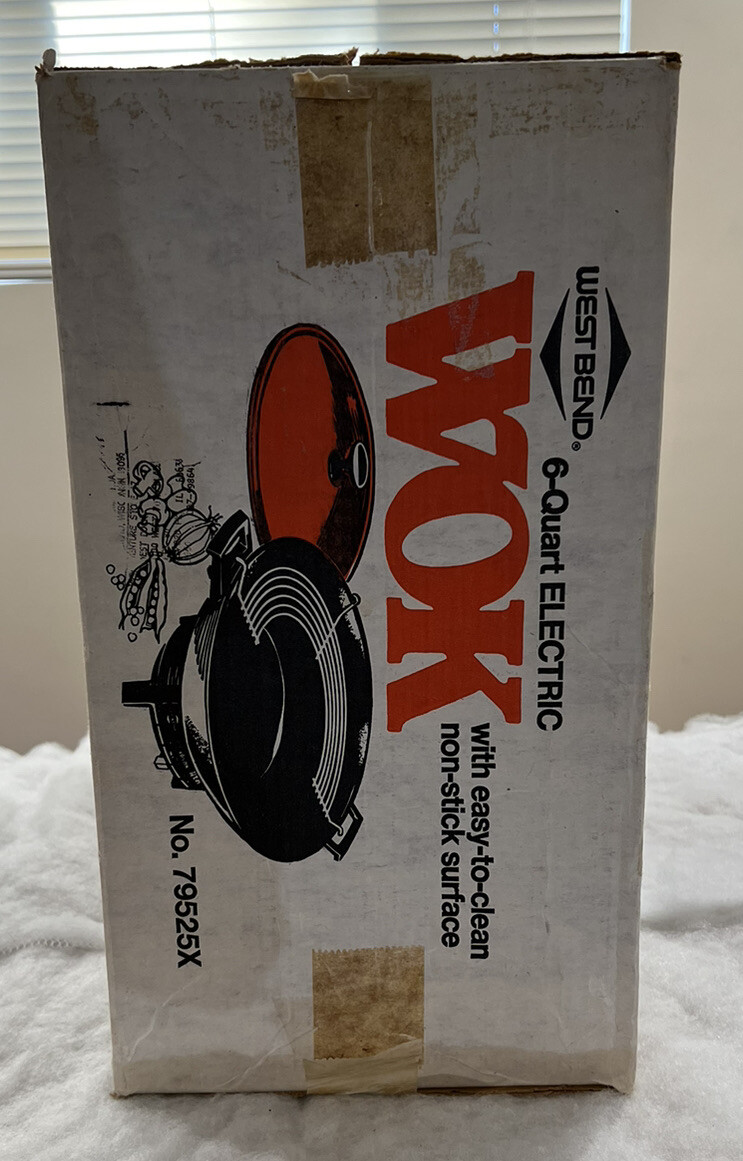 WEST BEND®
6-Quart ELECTRIC
WOK
with easy-to-clean
non-stick surface
No. 79525X